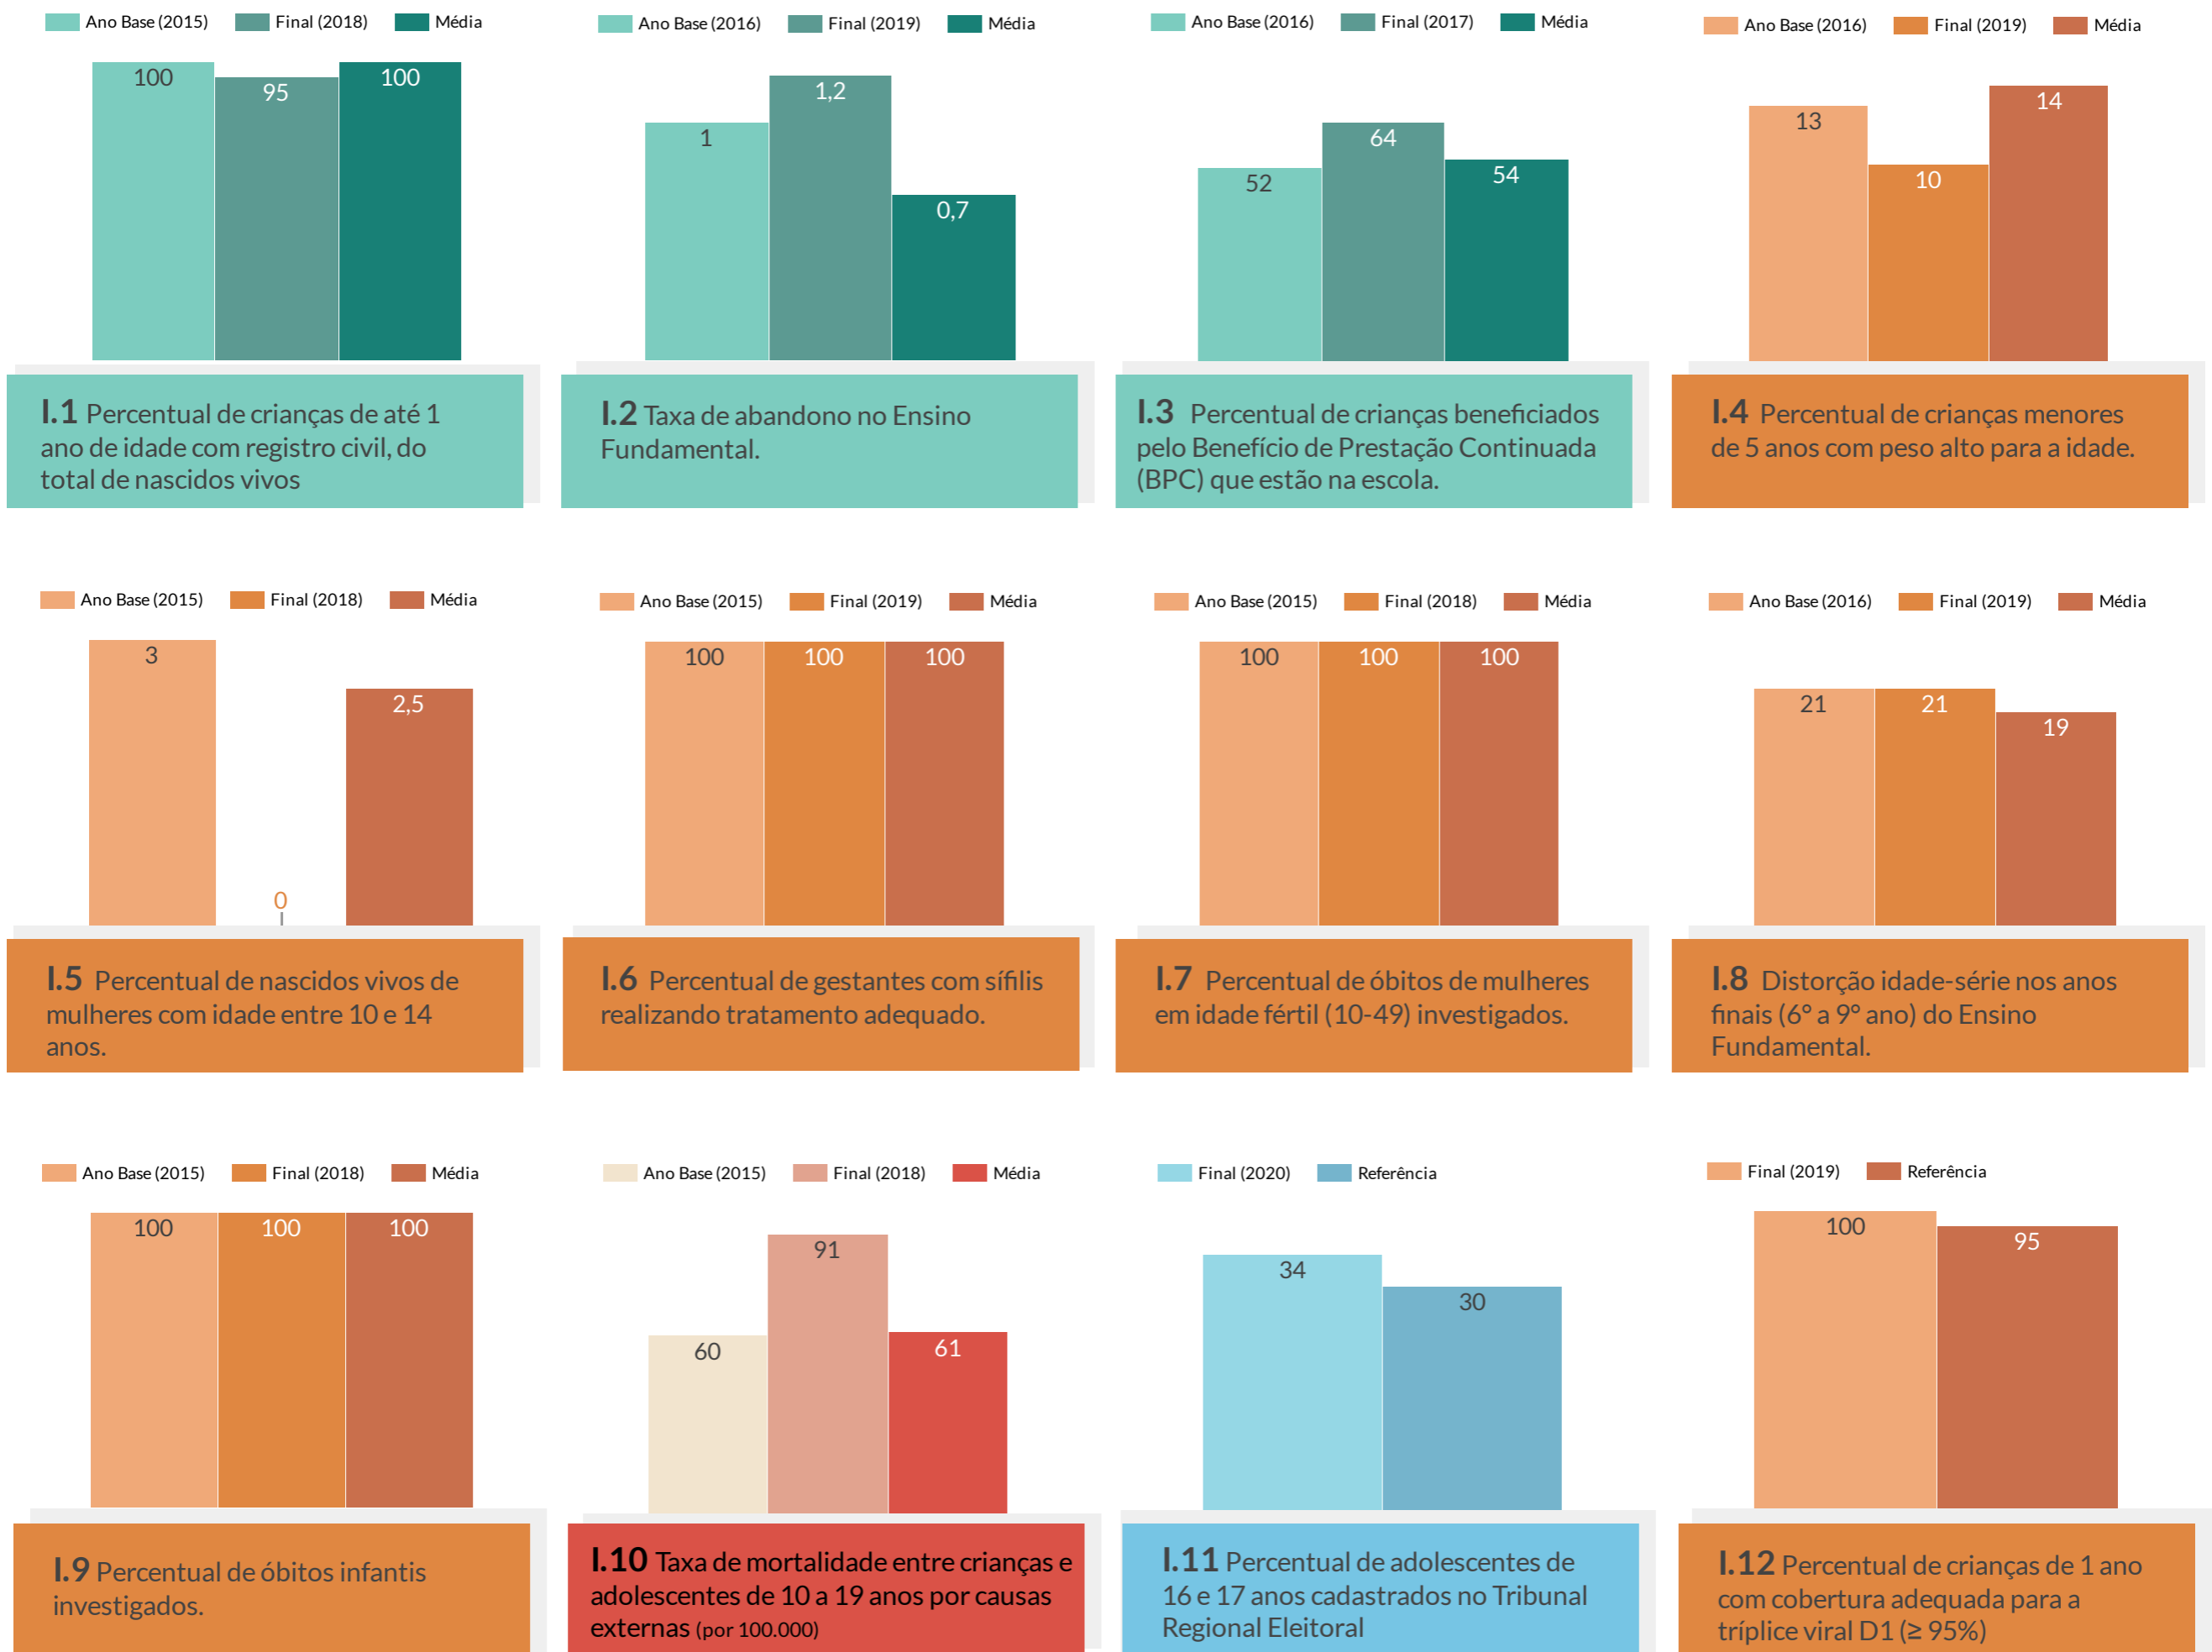 Ano Base (2015) Final (2018) Média
100 95 100
I.1 Percentual de crianças de até 1
ano de idade com registro civil, do
total de nascidos vivos
Ano Base (2016) Final (2019) Média
1 1,2 0,7
I.2 Taxa de abandono no Ensino
Fundamental.
Ano Base (2016) Final (2017) Média
52 64 54
I.3 Percentual de crianças beneficiados
pelo Benefício de Prestação Continuada
(BPC) que estão na escola.
Ano Base (2016) Final (2019) Média
13 10 14
I.4 Percentual de crianças menores
de 5 anos com peso alto para a idade.
Ano Base (2015) Final (2018) Média
3 0 2,5
I.5 Percentual de nascidos vivos de
mulheres com idade entre 10 e 14
anos.
Ano Base (2015) Final (2019) Média
100 100 100
I.6 Percentual de gestantes com sífilis
realizando tratamento adequado.
Ano Base (2015) Final (2018) Média
100 100 100
I.7 Percentual de óbitos de mulheres
em idade fértil (10-49) investigados.
Ano Base (2016) Final (2019) Média
21 21 19
I.8 Distorção idade-série nos anos
finais (6° a 9° ano) do Ensino
Fundamental.
Ano Base (2015) Final (2018) Média
100 100 100
I.9 Percentual de óbitos infantis
investigados.
Ano Base (2015) Final (2018) Média
60 91 61
I.10 Taxa de mortalidade entre crianças e
adolescentes de 10 a 19 anos por causas
externas (por 100.000)
Final (2020) Referência
34 30
I.11 Percentual de adolescentes de
16 e 17 anos cadastrados no Tribunal
Regional Eleitoral
Final (2019) Referência
100 95
I.12 Percentual de crianças de 1 ano
com cobertura adequada para a
tríplice viral D1 (≥ 95%)